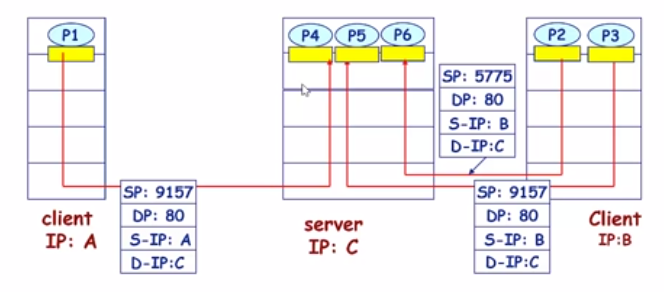 P1
P4
P5
P6
P2
P3
SP: 5775
DP: 80
S-IP: B
D-IP:C
SP: 9157
DP: 80
S-IP: A
D-IP:C
SP: 9157
DP: 80
S-IP: B
D-IP:C
client
IP: A
server
IP: C
Client
IP:B